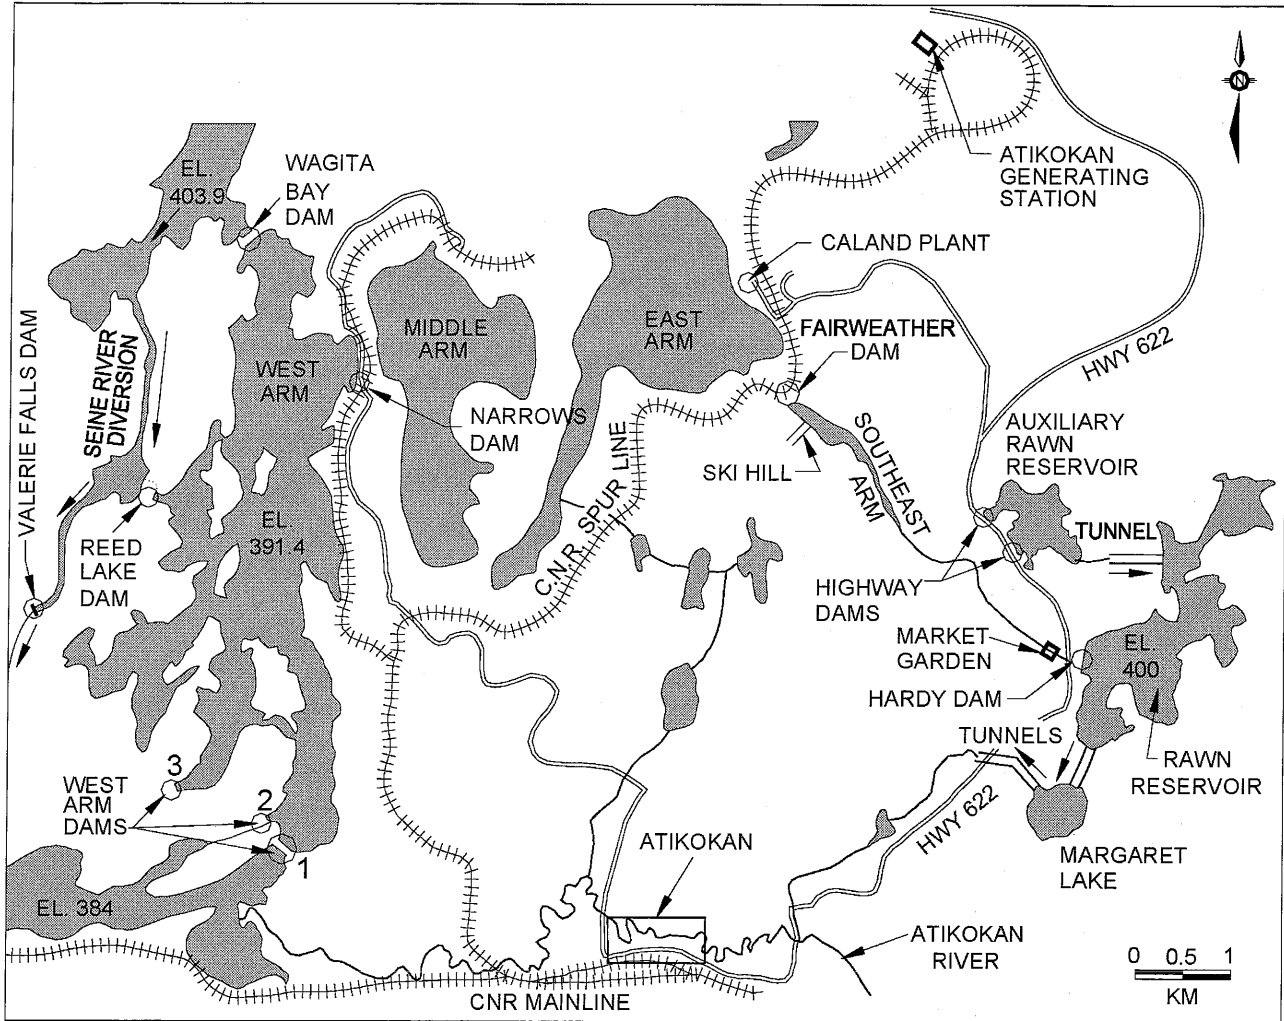 N
ATIKOKAN
GENERATING
STATION
EL.
403.9
WAGITA
BAY
DAM
CALAND PLANT
VALERIE FALLS DAM
SEINE RIVER
DIVERSION
WEST
ARM
MIDDLE
ARM
EAST
ARM
FAIRWEATHER
DAM
HWY 622
NARROWS
DAM
C.N.R. SPUR LINE
SKI HILL
SOUTHEAST
ARM
AUXILIARY
RAWN
RESERVOIR
EL.
391.4
REED
LAKE
DAM
TUNNEL
HIGHWAY
DAMS
MARKET
GARDEN
EL.
400
HARDY DAM
TUNNELS
RAWN
RESERVOIR
3
WEST
ARM
DAMS
2
1
HWY 622
ATIKOKAN
MARGARET
LAKE
EL. 384
ATIKOKAN
RIVER
CNR MAINLINE
0 0.5 1
KM